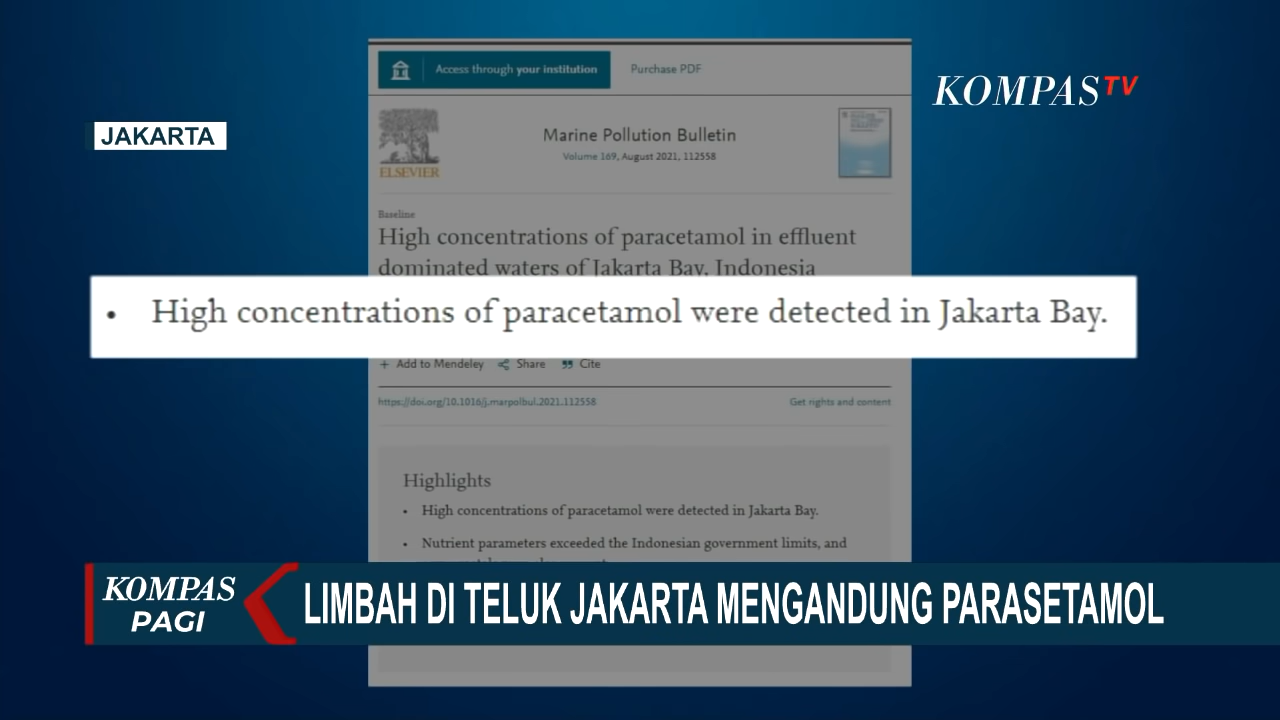 Access through your institution
Purchase PDF
KOMPAS TV
JAKARTA
ELSEVIER
Marine Pollution Bulletin
Volume 169, August 2021, 112558
Baseline
High concentrations of paracetamol in effluent
dominated waters of Jakarta Bay, Indonesia
• High concentrations of paracetamol were detected in Jakarta Bay.
+ Add to Mendeley Share Cite
https://doi.org/10.1016/j.marpolbul.2021.112558
Get rights and content
Highlights
• High concentrations of paracetamol were detected in Jakarta Bay.
• Nutrient parameters exceeded the Indonesian government limits, and
KOMPAS
PAGI
LIMBAH DI TELUK JAKARTA MENGANDUNG PARASETAMOL